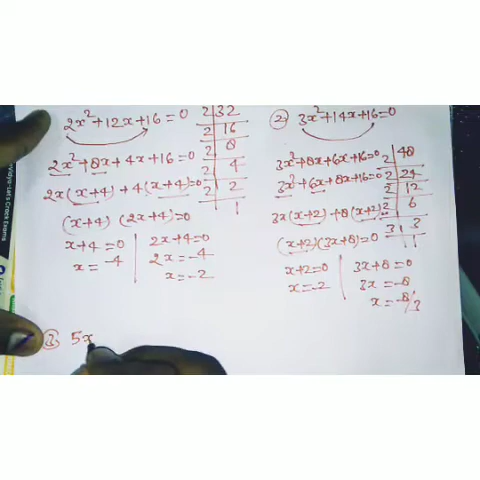 2x²+12x+16=0
2 32
2 16
2 8
2 4
2 2
1
2x²+8x+4x+16=0
2x(x+4)+4(x+4)=0
(x+4) (2x+4)=0
x+4=0
x=-4
2x+4=0
2x=-4
x=-2
2) 3x²+14x+16=0
2 48
2 24
2 12
2 6
3 3
1
3x²+8x+6x+16=0
3x²+6x+8x+16=0
3x(x+2)+8(x+2)
(x+2)(3x+8)=0
x+2=0
x=-2
3x+8=0
3x=-8
x=-8/3
3) 5x